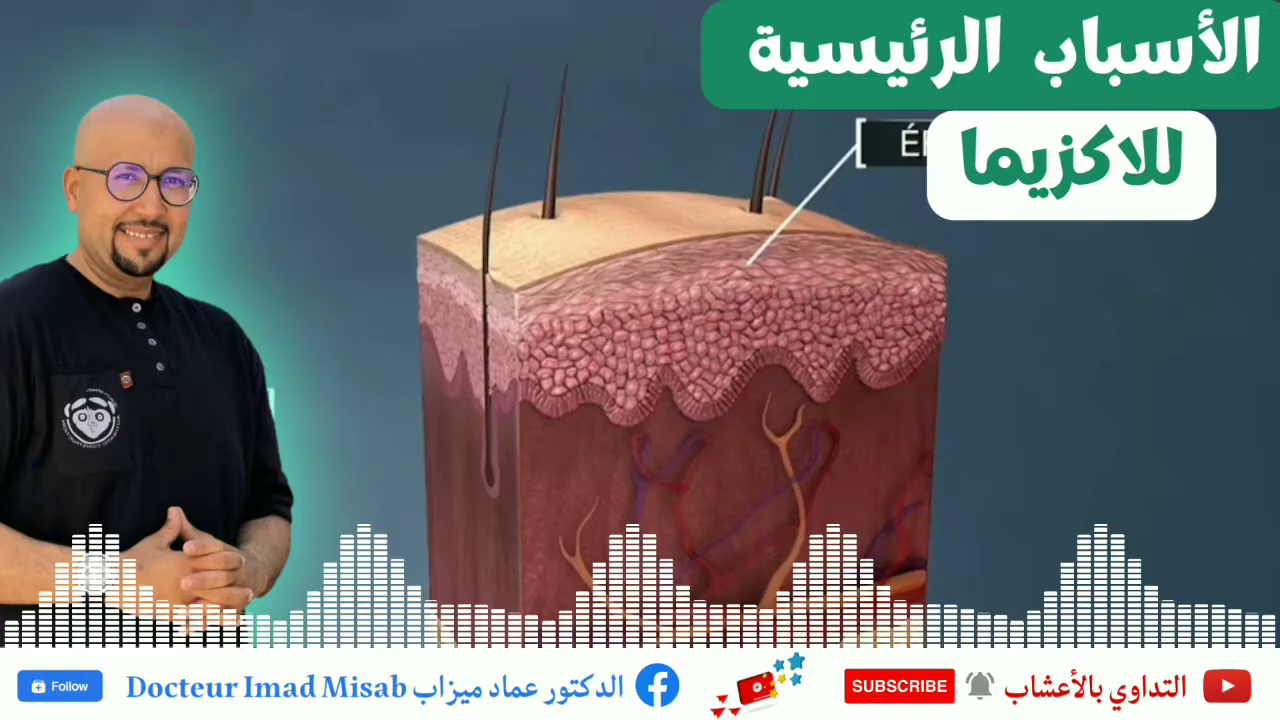 الأسباب الرئيسية
للاكزيما
Follow
Docteur Imad Misab الدكتور عماد ميزاب
SUBSCRIBE
التداوي بالأعشاب